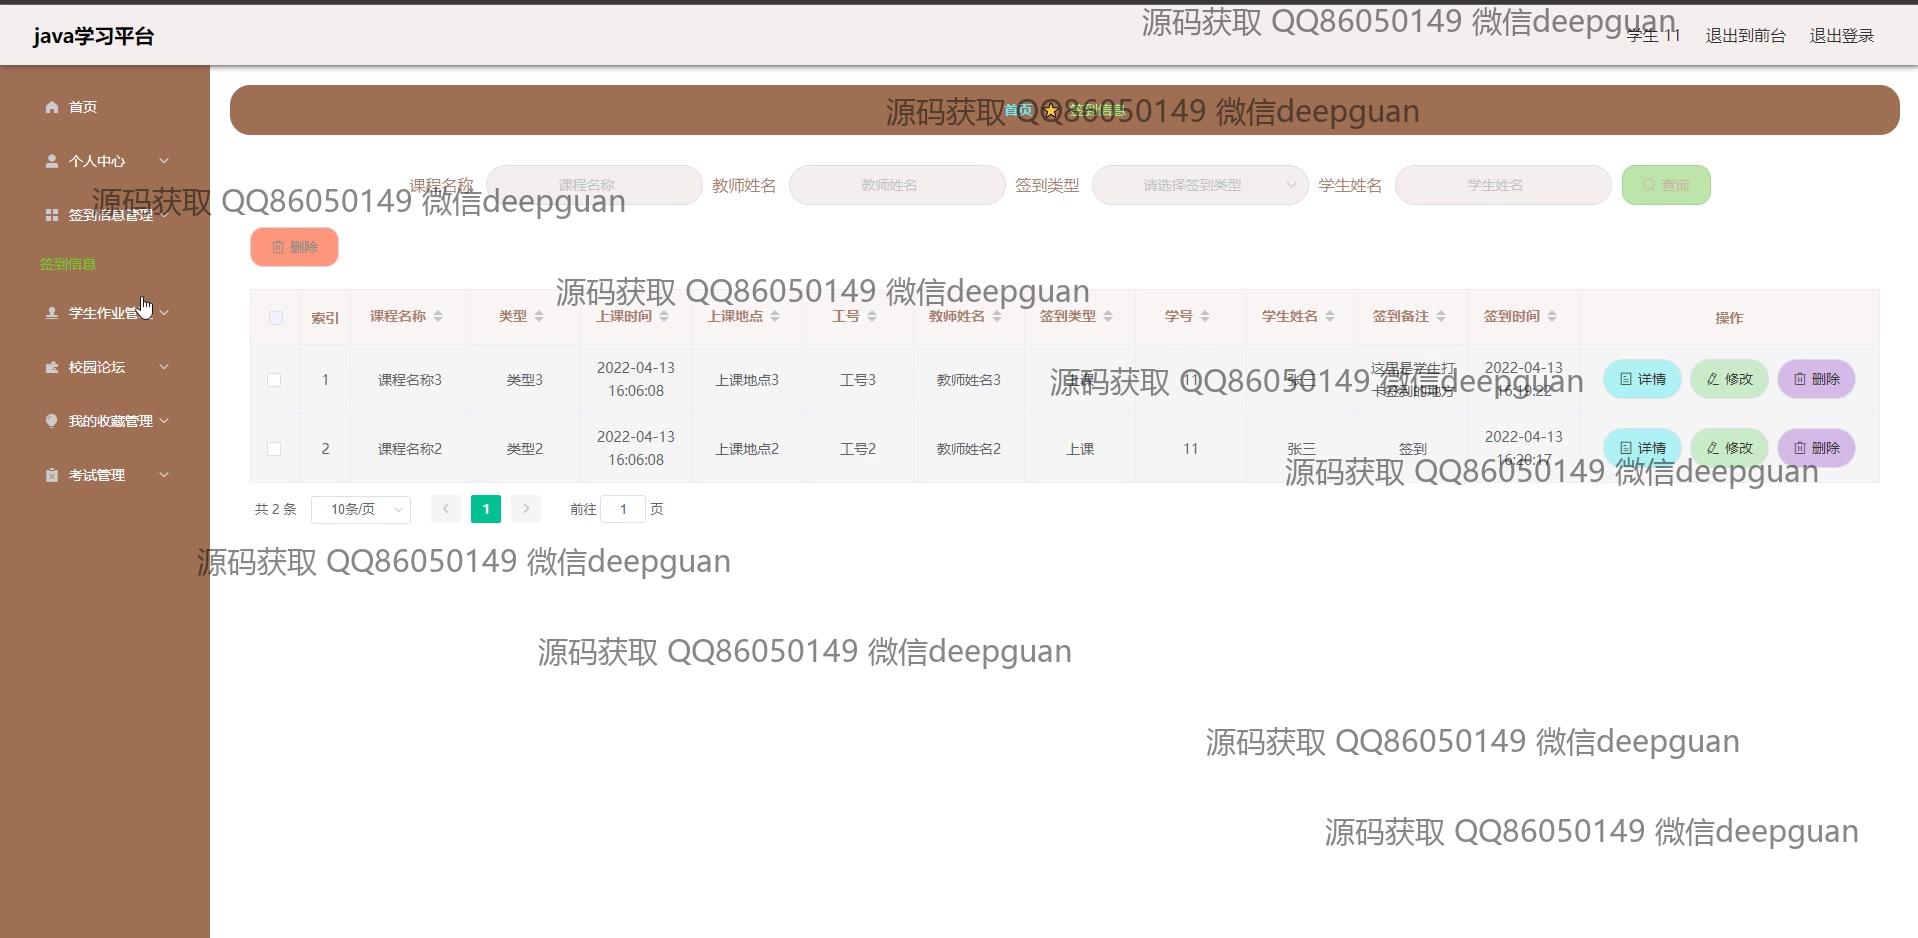 java学习平台
源码获取 QQ86050149 微信deepguan
学生 11 退出到前台 退出登录
首页
首页 签到信息
源码获取 QQ86050149 微信deepguan
个人中心
课程名称 课程名称 教师姓名 教师姓名 签到类型 请选择签到类型 学生姓名 学生姓名 查询
源码获取 QQ86050149 微信deepguan
签到信息管理
删除
签到信息
源码获取 QQ86050149 微信deepguan
学生作业管
索引 课程名称 类型 上课时间 上课地点 工号 教师姓名 签到类型 学号 学生姓名 签到备注 签到时间 操作
校园论坛
1 课程名称3 类型3 2022-04-13 16:06:08 上课地点3 工号3 教师姓名3 上课 11 张三 这里是学生打卡签到的地方 2022-04-13 16:19:22 详情 修改 删除
源码获取 QQ86050149 微信deepguan
我的收藏管理
2 课程名称2 类型2 2022-04-13 16:06:08 上课地点2 工号2 教师姓名2 上课 11 张三 签到 2022-04-13 16:20:17 详情 修改 删除
源码获取 QQ86050149 微信deepguan
考试管理
共 2 条 10条/页 1 前往 1 页
源码获取 QQ86050149 微信deepguan
源码获取 QQ86050149 微信deepguan
源码获取 QQ86050149 微信deepguan
源码获取 QQ86050149 微信deepguan